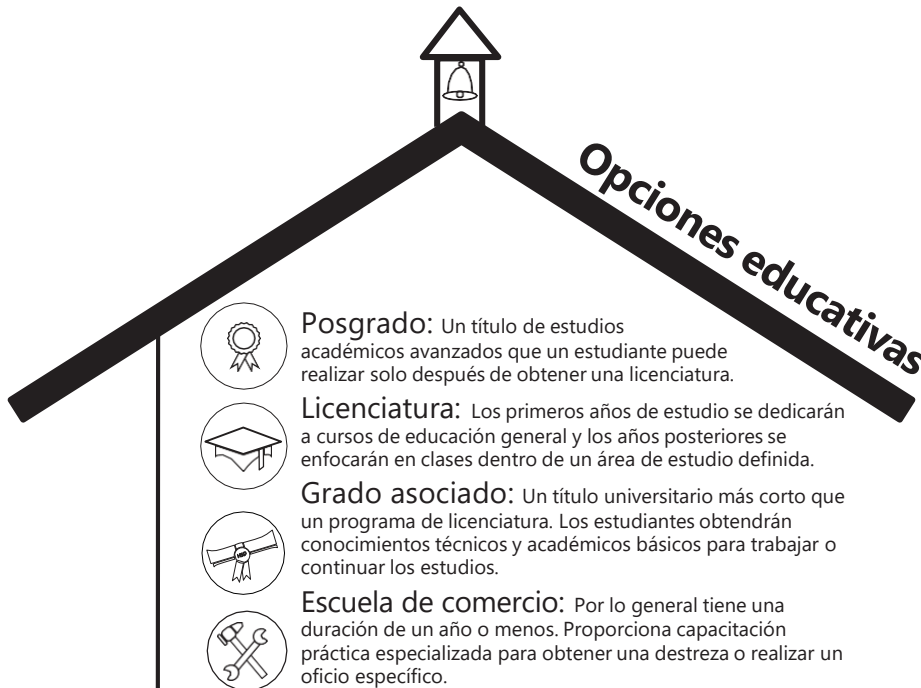 Opciones educativas
Posgrado: Un título de estudios
académicos avanzados que un estudiante puede
realizar solo después de obtener una licenciatura.
Licenciatura: Los primeros años de estudio se dedicarán
a cursos de educación general y los años posteriores se
enfocarán en clases dentro de un área de estudio definida.
Grado asociado: Un título universitario más corto que
un programa de licenciatura. Los estudiantes obtendrán
conocimientos técnicos y académicos básicos para trabajar o
continuar los estudios.
Escuela de comercio: Por lo general tiene una
duración de un año o menos. Proporciona capacitación
práctica especializada para obtener una destreza o realizar un
oficio específico.